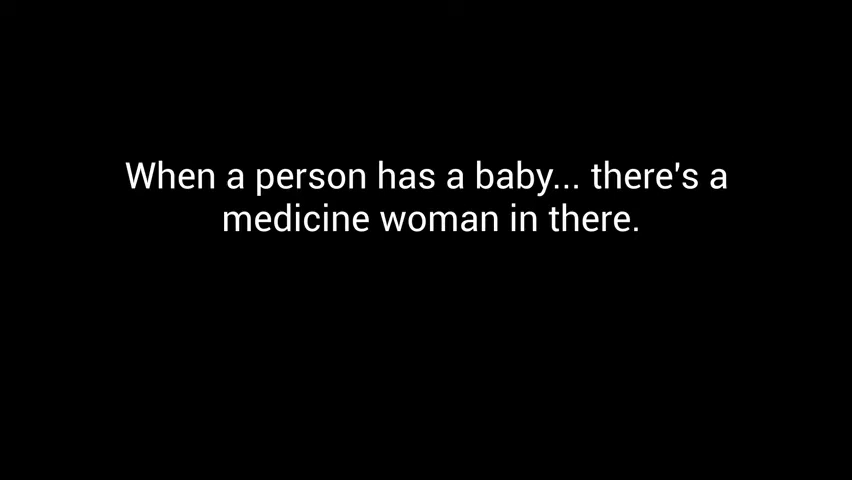 When a person has a baby... there's a
medicine woman in there.